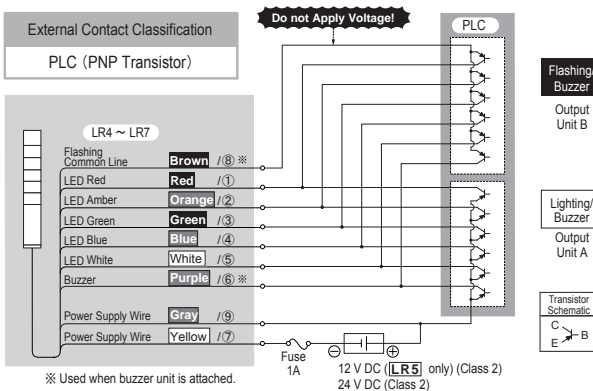 External Contact Classification
PLC (PNP Transistor)
Do not Apply Voltage!
PLC
LR4 ～ LR7
Flashing
Common Line Brown /⑧ ※
LED Red Red /①
LED Amber Orange /②
LED Green Green /③
LED Blue Blue /④
LED White White /⑤
Buzzer Purple /⑥ ※
Power Supply Wire Gray /⑨
Power Supply Wire Yellow /⑦
※ Used when buzzer unit is attached.
Fuse
1A
⊖ ⊕
12 V DC (LR5 only) (Class 2)
24 V DC (Class 2)
Flashing/
Buzzer
Output
Unit B
Lighting/
Buzzer
Output
Unit A
Transistor
Schematic
C
B
E